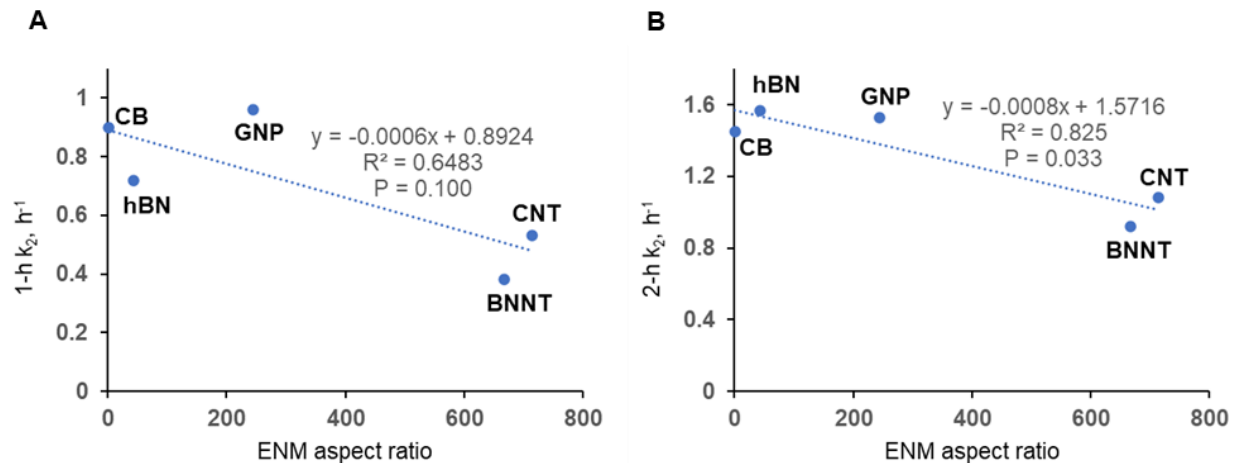 A
1-h k₂, h⁻¹
1
0.8
0.6
0.4
0.2
0
CB
hBN
GNP
y = -0.0006x + 0.8924
R² = 0.6483
P = 0.100
CNT
BNNT
0
200
400
600
800
ENM aspect ratio
B
2-h k₂, h⁻¹
1.6
1.2
0.8
0.4
0
hBN
CB
GNP
y = -0.0008x + 1.5716
R² = 0.825
P = 0.033
CNT
BNNT
0
200
400
600
800
ENM aspect ratio